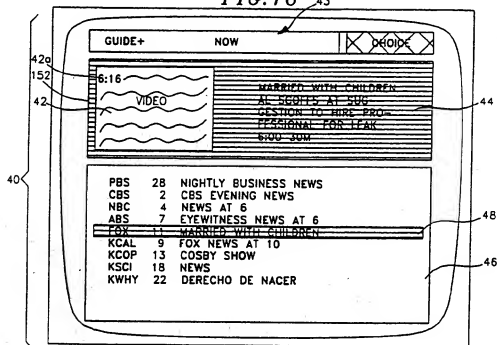 FIG. 70
43
GUIDE+ NOW CHOICE
42a
6:16
152
VIDEO
42
MARRIED WITH CHILDREN
AL SCOFFS AT SUG-
GESTION TO HIRE PRO-
FESSIONAL FOR LEAK
6:00 30M
44
40
PBS 28 NIGHTLY BUSINESS NEWS
CBS 2 CBS EVENING NEWS
NBC 4 NEWS AT 6
ABS 7 EYEWITNESS NEWS AT 6
FOX 11 MARRIED WITH CHILDREN
48
KCAL 9 FOX NEWS AT 10
KCOP 13 COSBY SHOW
KSCI 18 NEWS
KWHY 22 DERECHO DE NACER
46